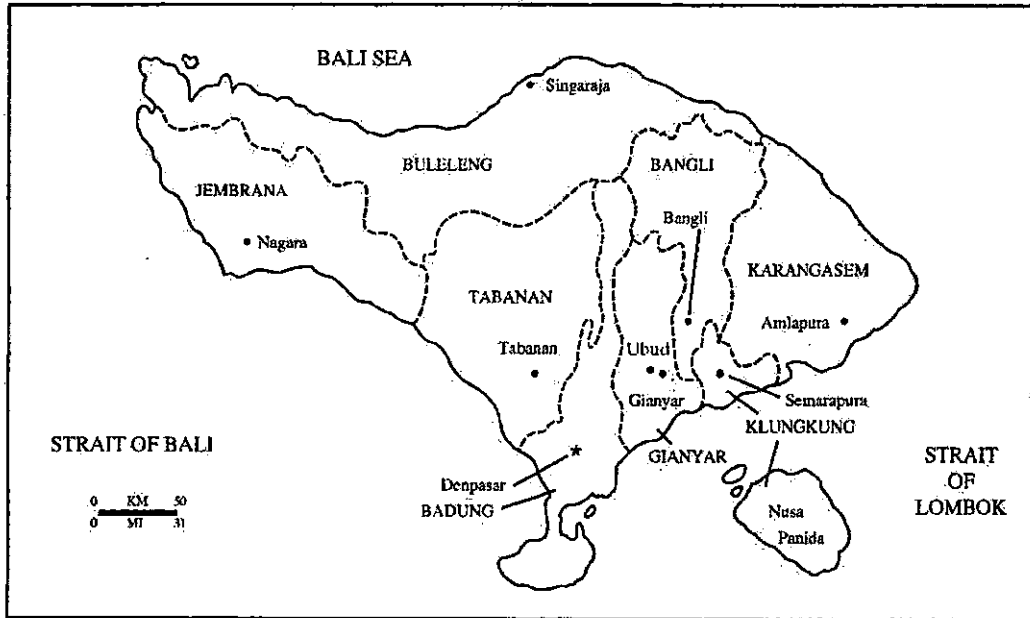 BALI SEA
Singaraja
BULELENG
BANGLI
JEMBRANA
Bangli
Nagara
KARANGASEM
TABANAN
Amlapura
Tabanan
Ubud
Gianyar
Semarapura
KLUNGKUNG
STRAIT OF BALI
GIANYAR
STRAIT
OF
LOMBOK
*
Denpasar
BADUNG
0 KM 50
0 MI 31
Nusa
Panida